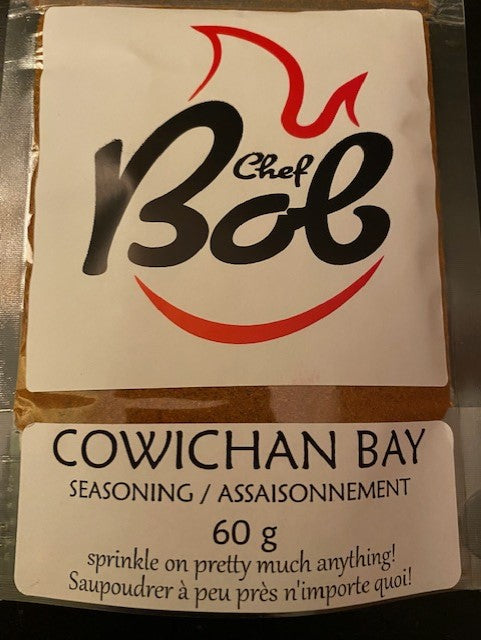 Chef
Bob
COWICHAN BAY
SEASONING / ASSAISONNEMENT
60 g
sprinkle on pretty much anything!
Saupoudrer à peu près n'importe quoi!